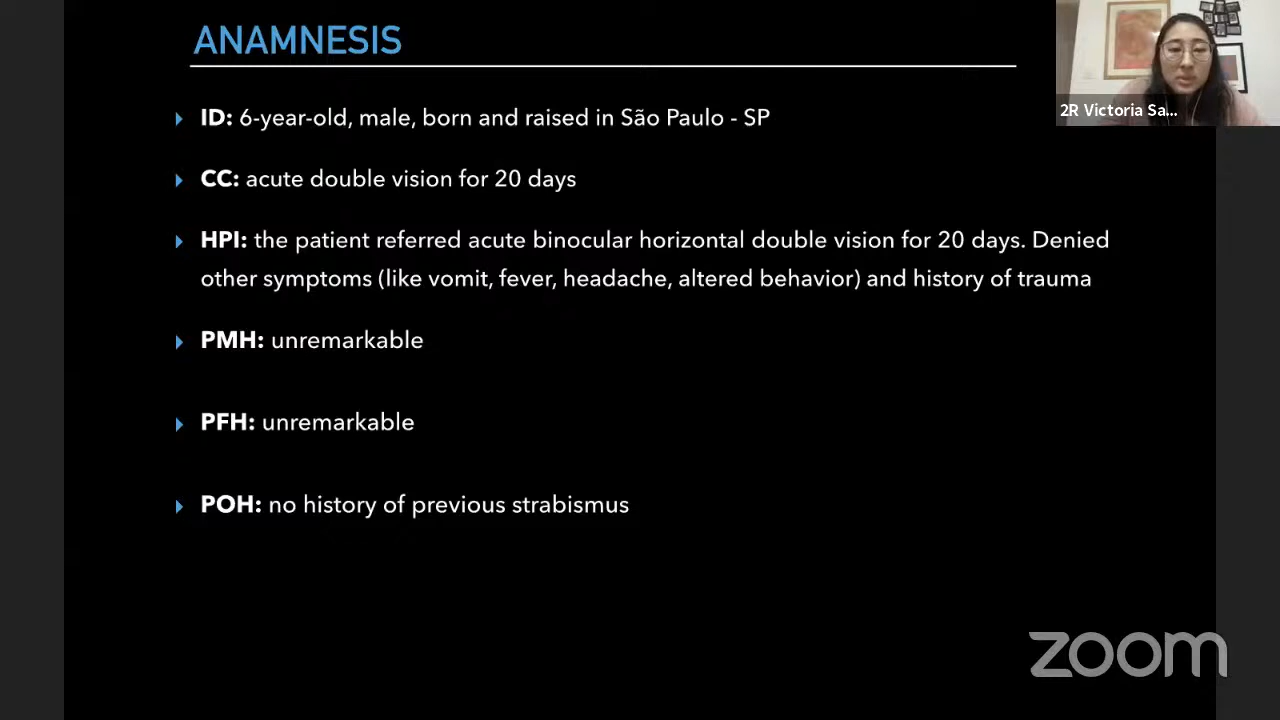 ANAMNESIS
ID: 6-year-old, male, born and raised in São Paulo - SP
CC: acute double vision for 20 days
HPI: the patient referred acute binocular horizontal double vision for 20 days. Denied
other symptoms (like vomit, fever, headache, altered behavior) and history of trauma
PMH: unremarkable
PFH: unremarkable
POH: no history of previous strabismus
2R Victoria Sa...
zoom